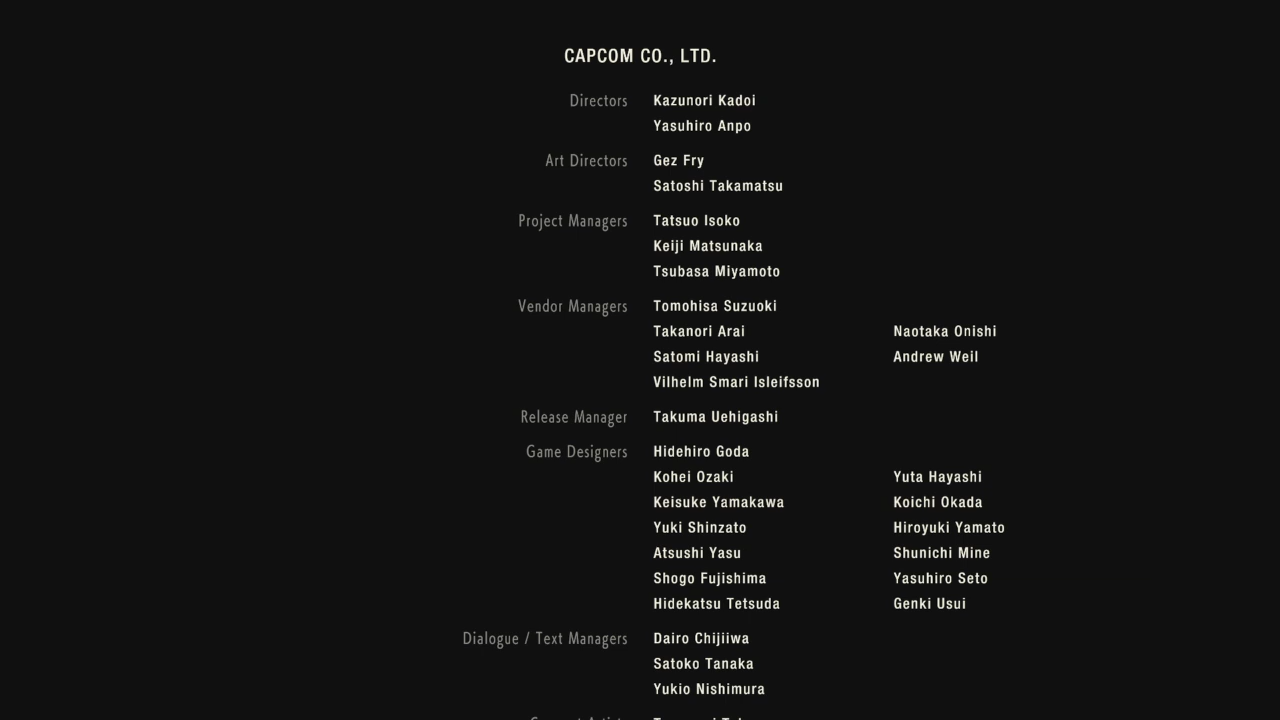 CAPCOM CO., LTD.
Directors Kazunori Kadoi
Yasuhiro Anpo
Art Directors Gez Fry
Satoshi Takamatsu
Project Managers Tatsuo Isoko
Keiji Matsunaka
Tsubasa Miyamoto
Vendor Managers Tomohisa Suzuoki
Takanori Arai Naotaka Onishi
Satomi Hayashi Andrew Weil
Vilhelm Smari Isleifsson
Release Manager Takuma Uehigashi
Game Designers Hidehiro Goda
Kohei Ozaki Yuta Hayashi
Keisuke Yamakawa Koichi Okada
Yuki Shinzato Hiroyuki Yamato
Atsushi Yasu Shunichi Mine
Shogo Fujishima Yasuhiro Seto
Hidekatsu Tetsuda Genki Usui
Dialogue / Text Managers Dairo Chijiiwa
Satoko Tanaka
Yukio Nishimura